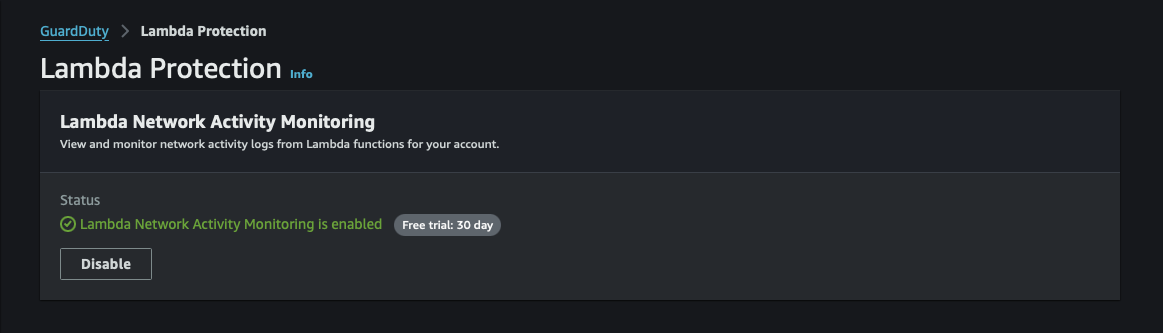 GuardDuty > Lambda Protection
Lambda Protection Info
Lambda Network Activity Monitoring
View and monitor network activity logs from Lambda functions for your account.
Status
Lambda Network Activity Monitoring is enabled Free trial: 30 day
Disable